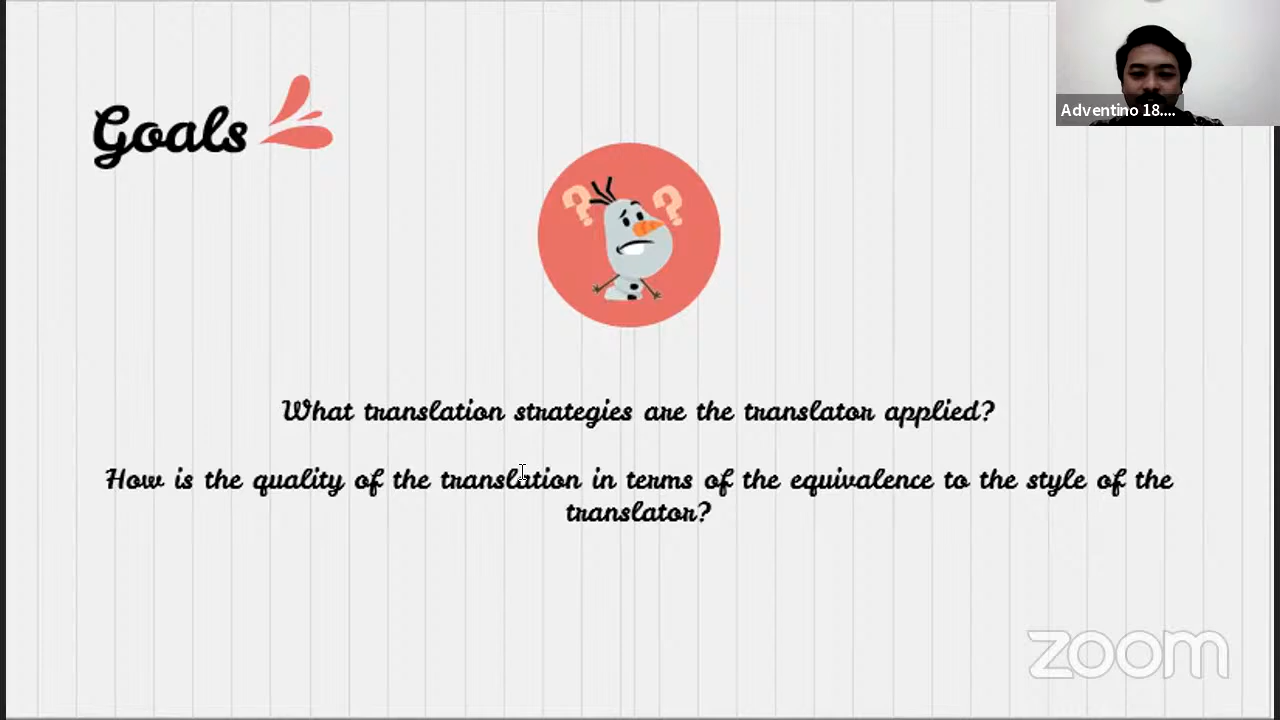 Goals
Adventino 18....
? ?
What translation strategies are the translator applied?
How is the quality of the translation in terms of the equivalence to the style of the
translator?
zoom